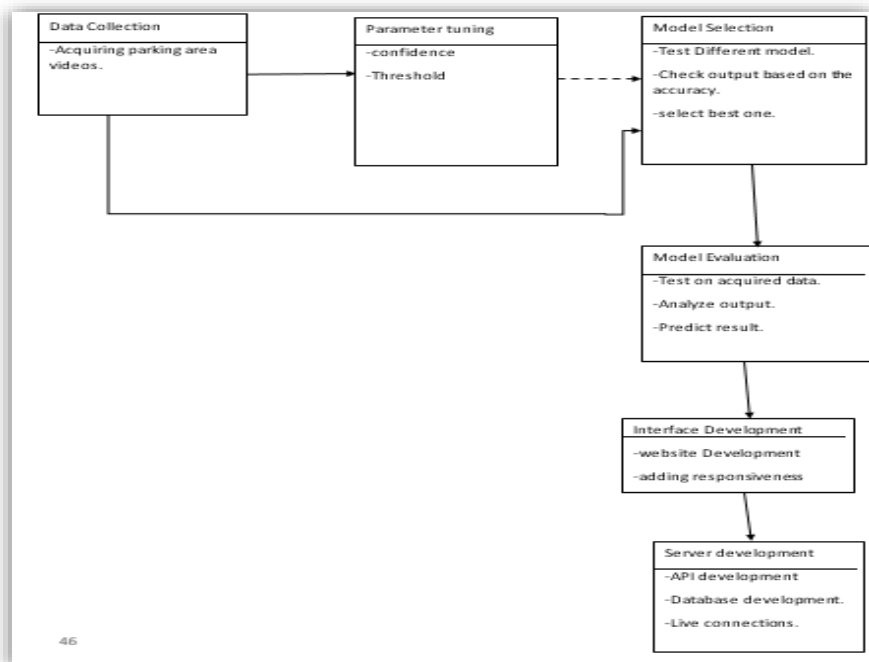 Data Collection
-Acquiring parking area
videos.
Parameter tuning
-confidence
-Threshold
Model Selection
-Test Different model.
-Check output based on the
accuracy.
-select best one.
Model Evaluation
-Test on acquired data.
-Analyze output.
-Predict result.
Interface Development
-website Development
-adding responsiveness
Server development
-API development
-Database development.
-Live connections.
46